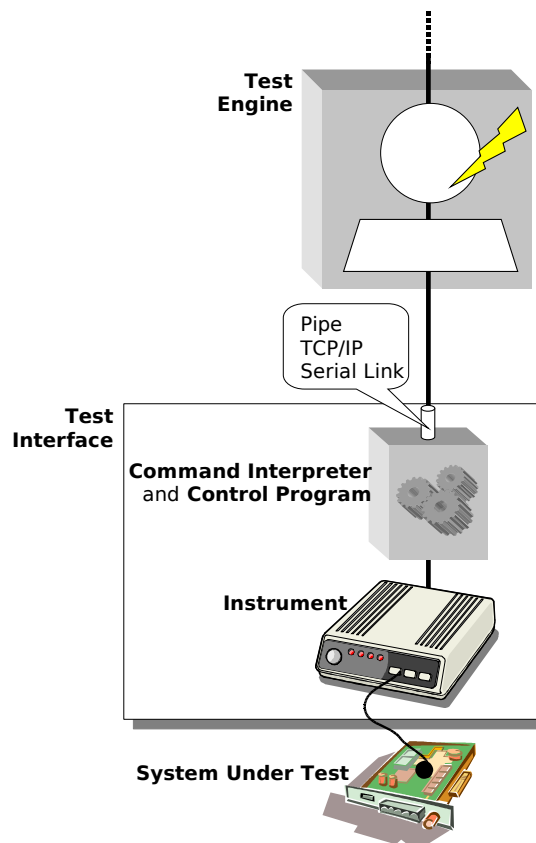 Test
Engine
Pipe
TCP/IP
Serial Link
Test
Interface
Command Interpreter
and Control Program
Instrument
System Under Test